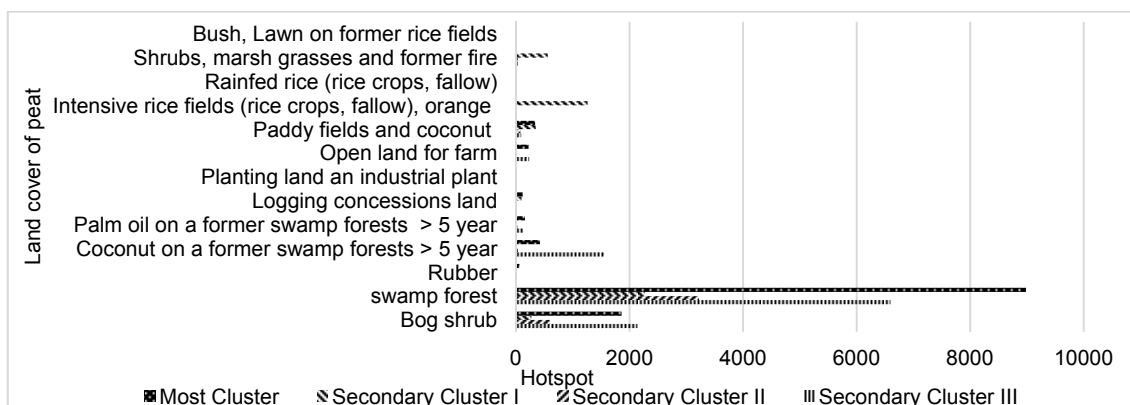 Land cover of peat
Bush, Lawn on former rice fields
Shrubs, marsh grasses and former fire
Rainfed rice (rice crops, fallow)
Intensive rice fields (rice crops, fallow), orange
Paddy fields and coconut
Open land for farm
Planting land an industrial plant
Logging concessions land
Palm oil on a former swamp forests > 5 year
Coconut on a former swamp forests > 5 year
Rubber
swamp forest
Bog shrub
0 2000 4000 6000 8000 10000
Hotspot
Most Cluster Secondary Cluster I Secondary Cluster II Secondary Cluster III